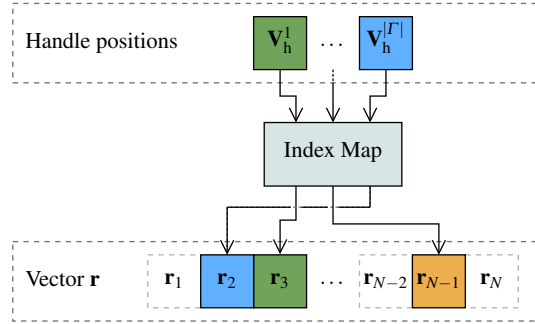 Handle positions V_h^1 ... V_h^{|Γ|}
Index Map
Vector r r_1 r_2 r_3 ... r_{N−2} r_{N−1} r_N